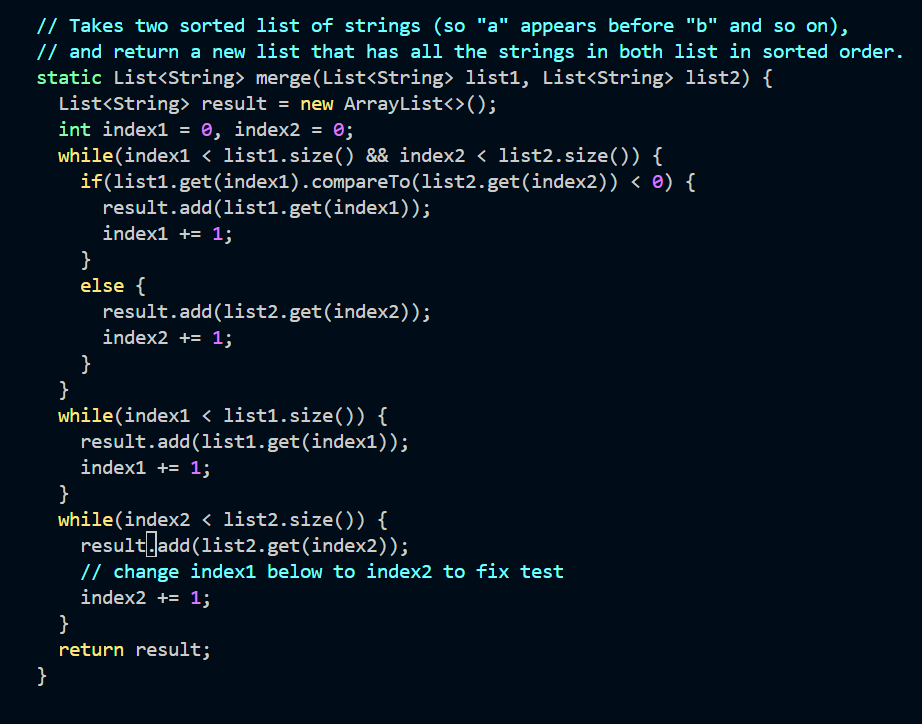 // Takes two sorted list of strings (so "a" appears before "b" and so on),
// and return a new list that has all the strings in both list in sorted order.
static List<String> merge(List<String> list1, List<String> list2) {
  List<String> result = new ArrayList<>();
  int index1 = 0, index2 = 0;
  while(index1 < list1.size() && index2 < list2.size()) {
    if(list1.get(index1).compareTo(list2.get(index2)) < 0) {
      result.add(list1.get(index1));
      index1 += 1;
    }
    else {
      result.add(list2.get(index2));
      index2 += 1;
    }
  }
  while(index1 < list1.size()) {
    result.add(list1.get(index1));
    index1 += 1;
  }
  while(index2 < list2.size()) {
    result.add(list2.get(index2));
    // change index1 below to index2 to fix test
    index2 += 1;
  }
  return result;
}